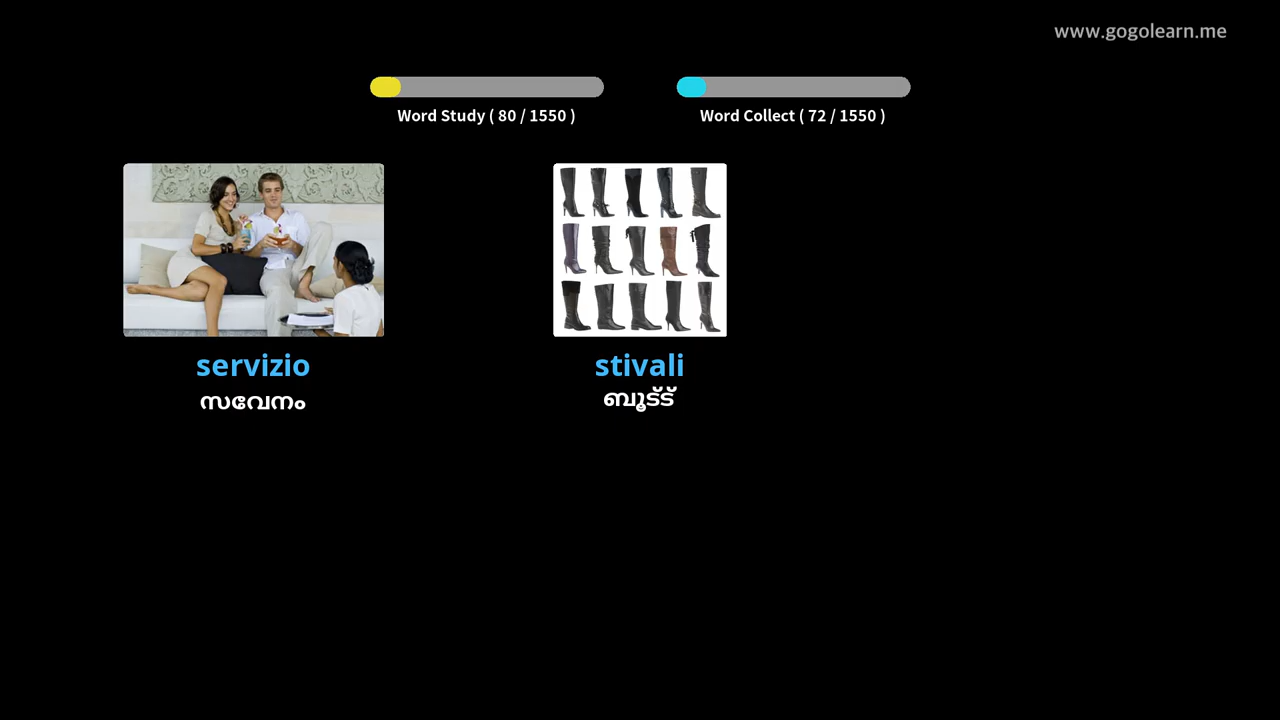 www.gogolearn.me
Word Study ( 80 / 1550 )
Word Collect ( 72 / 1550 )
servizio
സവേനം
stivali
ബൂട്ട്